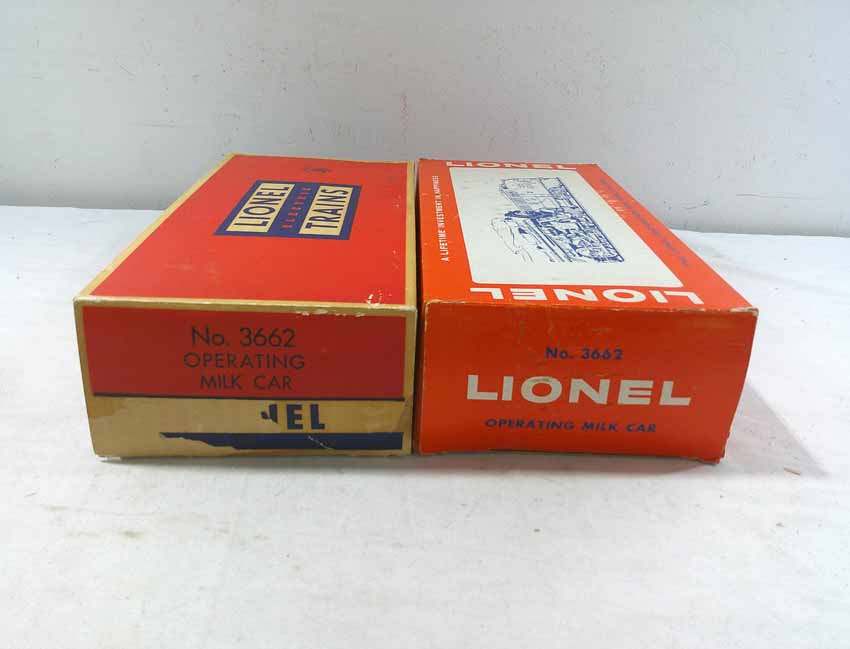 LIONEL
ELECTRIC
TRAINS
No. 3662
OPERATING
MILK CAR
EL
LIONEL
A LIFETIME INVESTMENT IN HAPPINESS
LIONEL
No. 3662
LIONEL
OPERATING MILK CAR